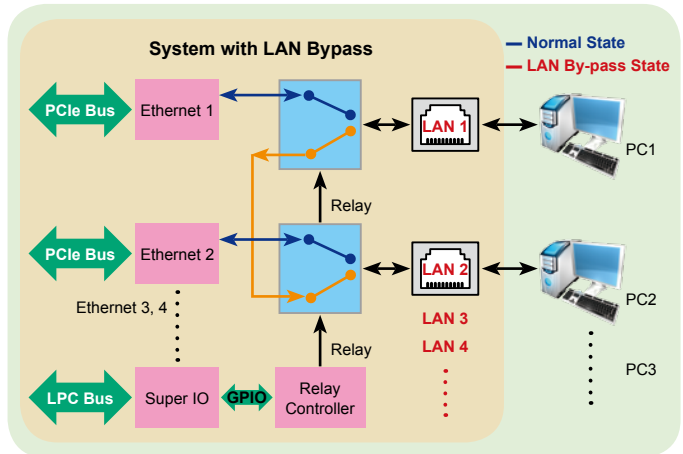 System with LAN Bypass
Normal State
LAN By-pass State
PCIe Bus
Ethernet 1
LAN 1
PC1
Relay
PCIe Bus
Ethernet 2
LAN 2
PC2
Ethernet 3, 4
LAN 3
LAN 4
Relay
PC3
LPC Bus
Super IO
GPIO
Relay
Controller